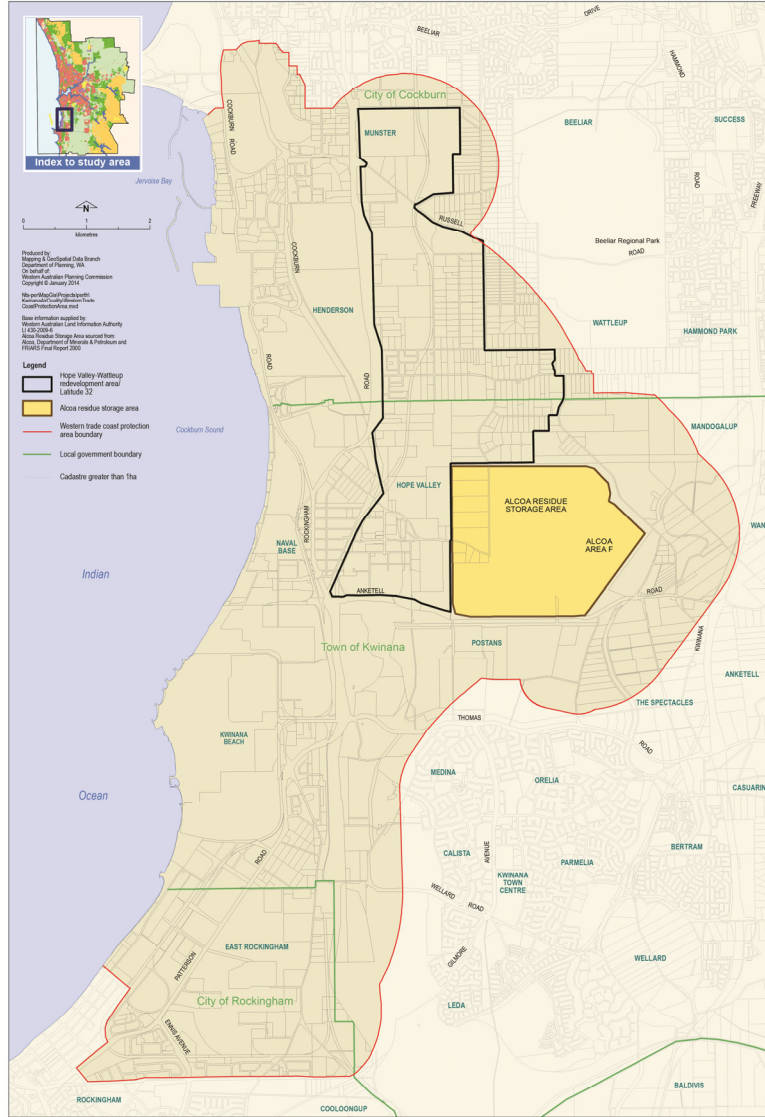 Index to study area
N
0 1 2
kilometres
Produced by:
Mapping & GeoSpatial Data Branch
Department of Planning, WA
On behalf of:
Western Australian Planning Commission
Copyright © January 2014
Base information supplied by:
Western Australian Land Information Authority
LI 430-2009-6
Alcoa Residue Storage Area sourced from:
Alcoa, Department of Minerals & Petroleum and
FRIARS Final Report 2000
Legend
Hope Valley-Wattleup
redevelopment area/
Latitude 32
Alcoa residue storage area
Western trade coast protection
area boundary
Local government boundary
Cadastre greater than 1ha
DRIVE
BEELIAR
HAMMOND
City of Cockburn
COCKBURN
ROAD
MUNSTER
BEELIAR
SUCCESS
Jervoise Bay
ROAD
FREEWAY
RUSSELL
COCKBURN
Beeliar Regional Park
ROAD
HENDERSON
WATTLEUP
HAMMOND PARK
ROAD
ROAD
Cockburn Sound
MANDOGALUP
HOPE VALLEY
ALCOA RESIDUE
STORAGE AREA
ROCKINGHAM
WAN
NAVAL
BASE
ALCOA
AREA F
Indian
ANKETELL
ROAD
Town of Kwinana
POSTANS
KWINANA
ANKETELL
THE SPECTACLES
THOMAS
KWINANA
BEACH
ROAD
MEDINA
ORELIA
Ocean
CASUARIN
ROAD
CALISTA
AVENUE
PARMELIA
BERTRAM
KWINANA
TOWN
CENTRE
WELLARD
ROAD
EAST ROCKINGHAM
PATTERSON
GILMORE
WELLARD
City of Rockingham
LEDA
ENNIS AVENUE
BALDIVIS
ROCKINGHAM
COOLOONGUP